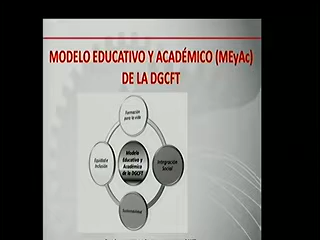 MODELO EDUCATIVO Y ACADÉMICO (MEyAc)
DE LA DGCFT
Formación
para la vida
Equidad e
Inclusión
Modelo
Educativo y
Académico
de la DGCFT
Integración
Social
Sustentabilidad